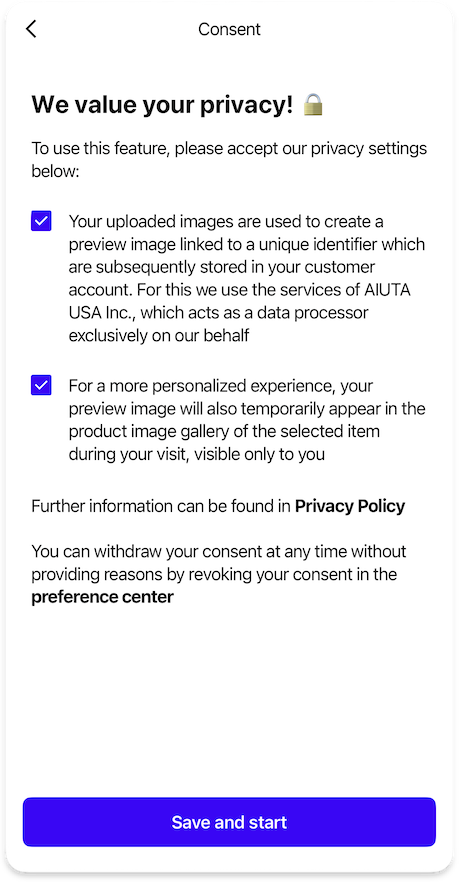 Consent
We value your privacy! 🔒
To use this feature, please accept our privacy settings
below:
Your uploaded images are used to create a
preview image linked to a unique identifier which
are subsequently stored in your customer
account. For this we use the services of AIUTA
USA Inc., which acts as a data processor
exclusively on our behalf
For a more personalized experience, your
preview image will also temporarily appear in the
product image gallery of the selected item
during your visit, visible only to you
Further information can be found in Privacy Policy
You can withdraw your consent at any time without
providing reasons by revoking your consent in the
preference center
Save and start